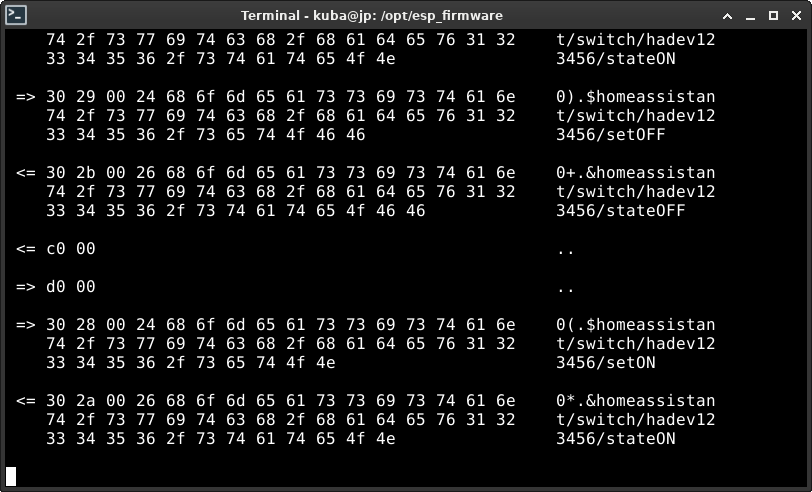 Terminal - kuba@jp: /opt/esp_firmware
74 2f 73 77 69 74 63 68 2f 68 61 64 65 76 31 32    t/switch/hadev12
33 34 35 36 2f 73 74 61 74 65 4f 4e    3456/stateON
=> 30 29 00 24 68 6f 6d 65 61 73 73 69 73 74 61 6e    0).$homeassistan
74 2f 73 77 69 74 63 68 2f 68 61 64 65 76 31 32    t/switch/hadev12
33 34 35 36 2f 73 65 74 4f 46 46    3456/setOFF
<= 30 2b 00 26 68 6f 6d 65 61 73 73 69 73 74 61 6e    0+.&homeassistan
74 2f 73 77 69 74 63 68 2f 68 61 64 65 76 31 32    t/switch/hadev12
33 34 35 36 2f 73 74 61 74 65 4f 46 46    3456/stateOFF
<= c0 00    ..
=> d0 00    ..
=> 30 28 00 24 68 6f 6d 65 61 73 73 69 73 74 61 6e    0(.$homeassistan
74 2f 73 77 69 74 63 68 2f 68 61 64 65 76 31 32    t/switch/hadev12
33 34 35 36 2f 73 65 74 4f 4e    3456/setON
<= 30 2a 00 26 68 6f 6d 65 61 73 73 69 73 74 61 6e    0*.&homeassistan
74 2f 73 77 69 74 63 68 2f 68 61 64 65 76 31 32    t/switch/hadev12
33 34 35 36 2f 73 74 61 74 65 4f 4e    3456/stateON